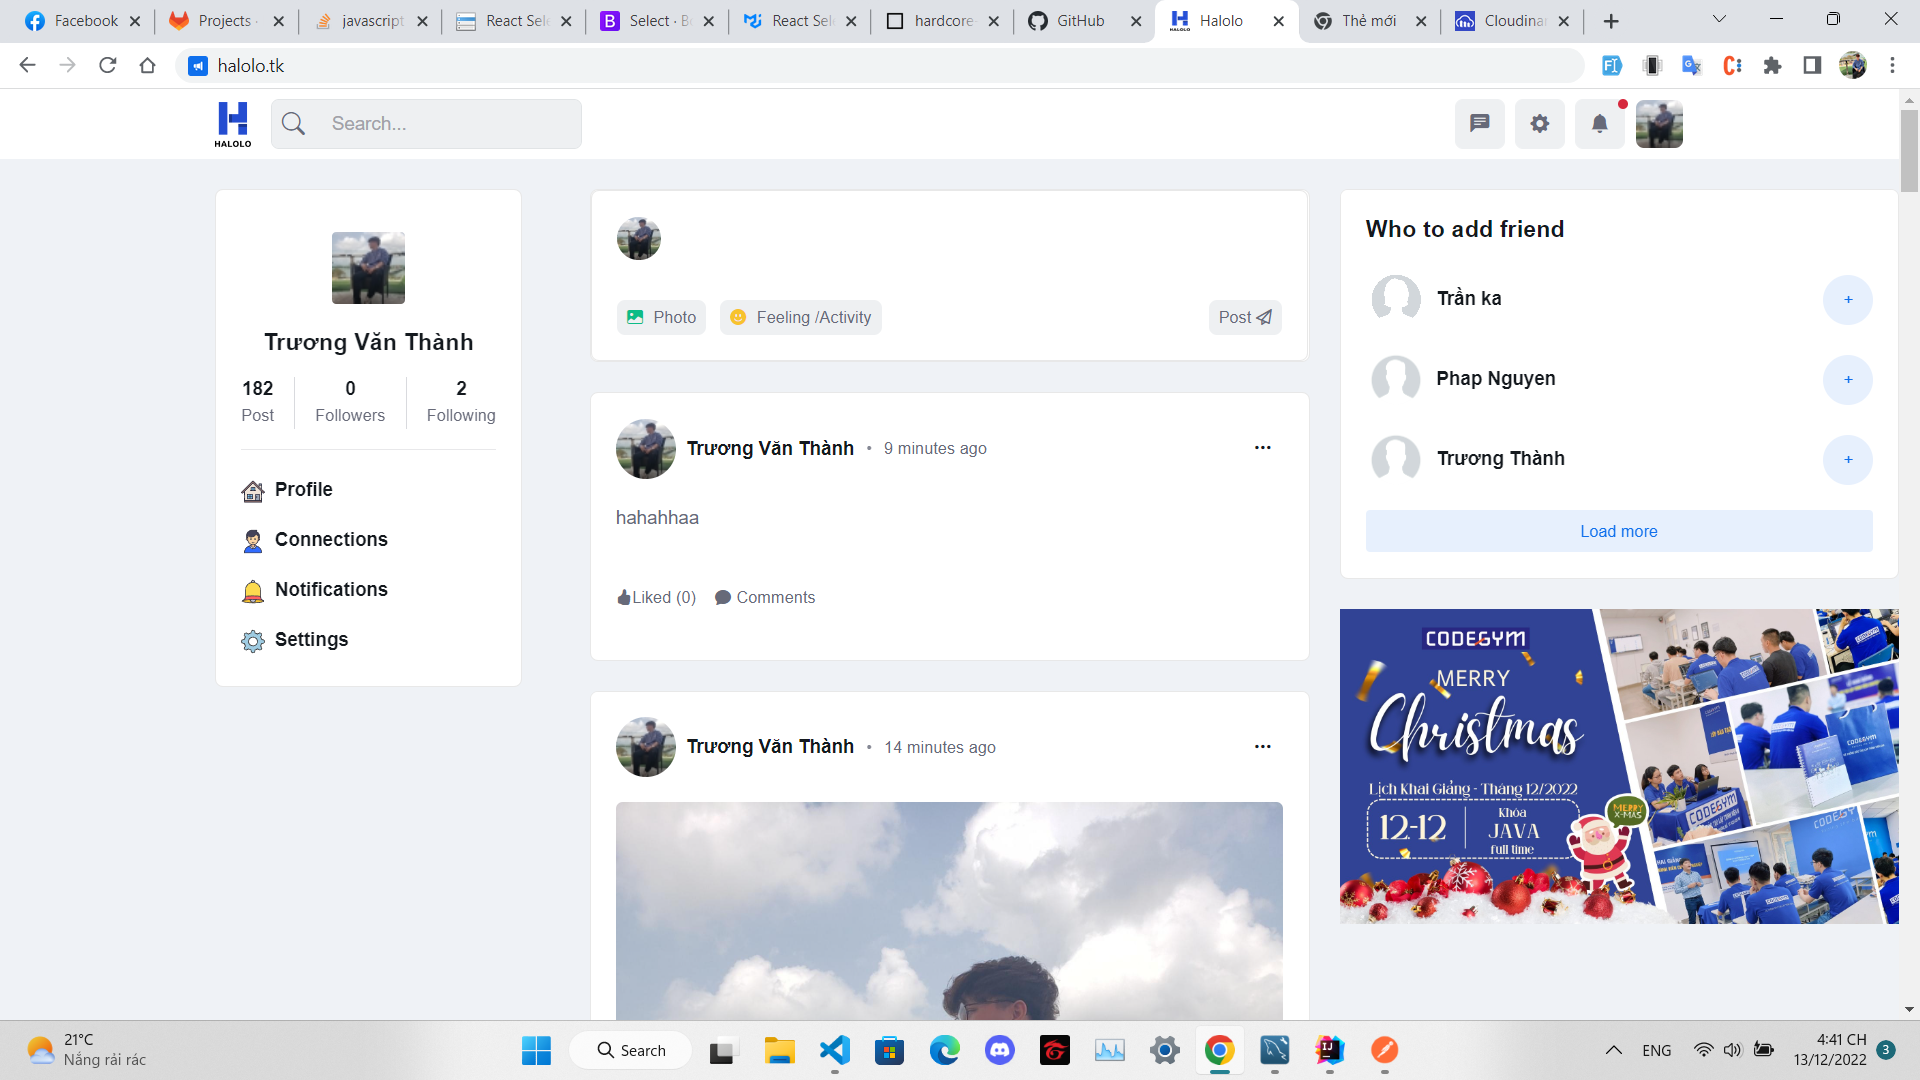 Facebook
Projects ·
javascript
React Sele
Select · Bo
React Sele
hardcore-
GitHub
Halolo
Thẻ mới
Cloudinar
halolo.tk
HALOLO
Search...
Trương Văn Thành
182
0
2
Post
Followers
Following
Profile
Connections
Notifications
Settings
Photo
Feeling /Activity
Post
Trương Văn Thành • 9 minutes ago
hahahhaa
Liked (0)
Comments
Trương Văn Thành • 14 minutes ago
Who to add friend
Trần ka
+
Phap Nguyen
+
Trương Thành
+
Load more
CODEGYM
MERRY
Christmas
Lịch Khai Giảng - Tháng 12/2022
12-12
Khóa
JAVA
full time
MERRY
X-MAS
CODEGYM
21°C
Nắng rải rác
Search
ENG
4:41 CH
13/12/2022
3